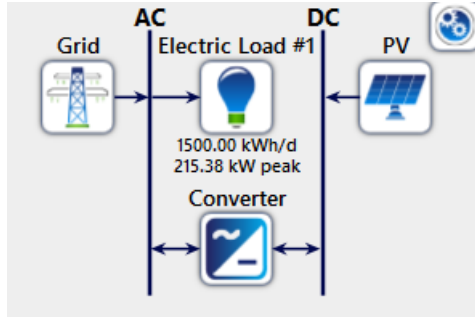 AC DC
Grid Electric Load #1 PV
1500.00 kWh/d
215.38 kW peak
Converter